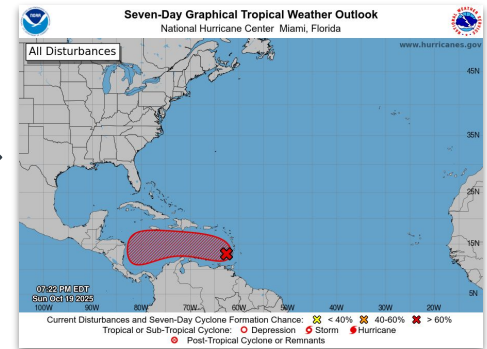 Seven-Day Graphical Tropical Weather Outlook
National Hurricane Center Miami, Florida
All Disturbances
www.hurricanes.gov
45N
35N
25N
15N
5N
07:22 PM EDT
Sun Oct 19 2025
100W 90W 80W 70W 60W 50W 40W 30W 20W
Current Disturbances and Seven-Day Cyclone Formation Chance: < 40% 40-60% > 60%
Tropical or Sub-Tropical Cyclone: Depression Storm Hurricane
Post-Tropical Cyclone or Remnants